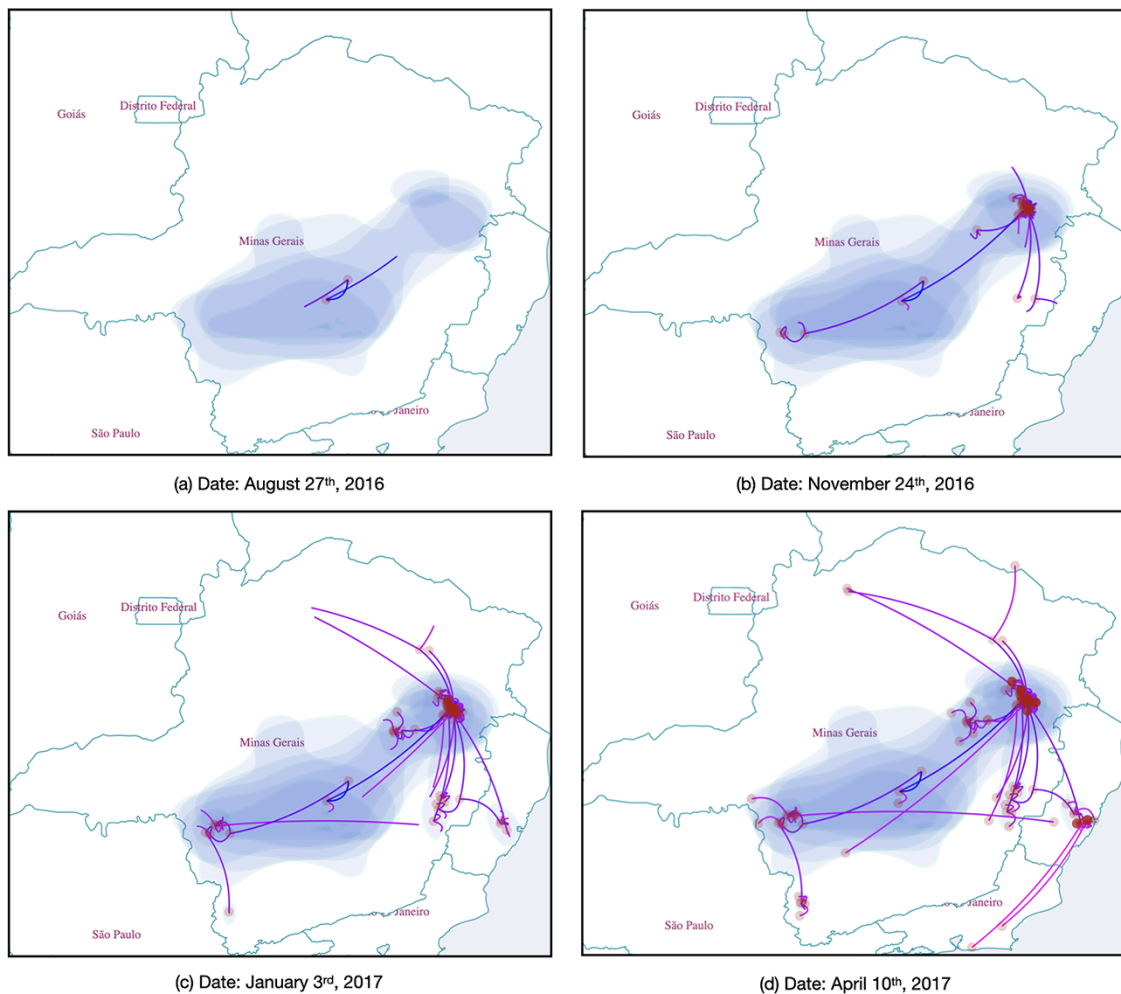 Goiás
Distrito Federal
Minas Gerais
Janeiro
São Paulo
(a) Date: August 27th, 2016
Goiás
Distrito Federal
Minas Gerais
Janeiro
São Paulo
(b) Date: November 24th, 2016
Goiás
Distrito Federal
Minas Gerais
Janeiro
São Paulo
(c) Date: January 3rd, 2017
Goiás
Distrito Federal
Minas Gerais
Janeiro
São Paulo
(d) Date: April 10th, 2017